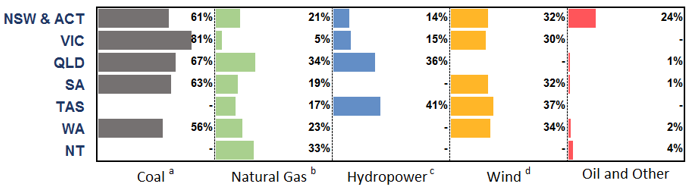 NSW & ACT 61% 21% 14% 32% 24%
VIC 81% 5% 15% 30% -
QLD 67% 34% 36% - 1%
SA 63% 19% - 32% 1%
TAS - 17% 41% 37% -
WA 56% 23% - 34% 2%
NT - 33% - - 4%
Coal a Natural Gas b Hydropower c Wind d Oil and Other